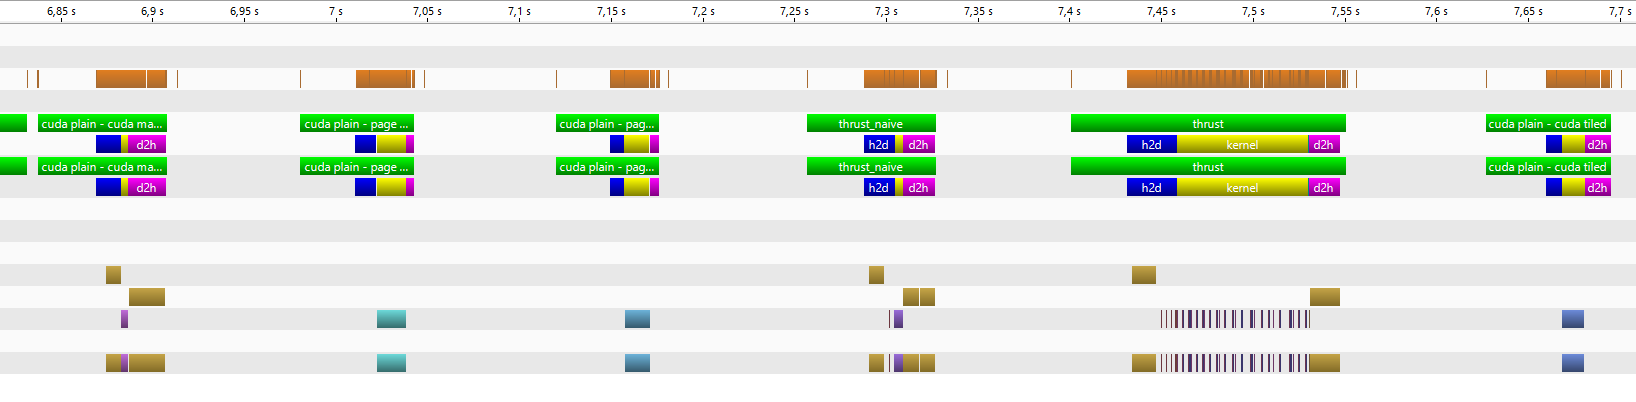 6,85 s 6,9 s 6,95 s 7 s 7,05 s 7,1 s 7,15 s 7,2 s 7,25 s 7,3 s 7,35 s 7,4 s 7,45 s 7,5 s 7,55 s 7,6 s 7,65 s 7,7 s
cuda plain - cuda ma... cuda plain - page ... cuda plain - pag... thrust_naive thrust cuda plain - cuda tiled
d2h h2d d2h h2d kernel d2h d2h
cuda plain - cuda ma... cuda plain - page ... cuda plain - pag... thrust_naive thrust cuda plain - cuda tiled
d2h h2d d2h h2d kernel d2h d2h